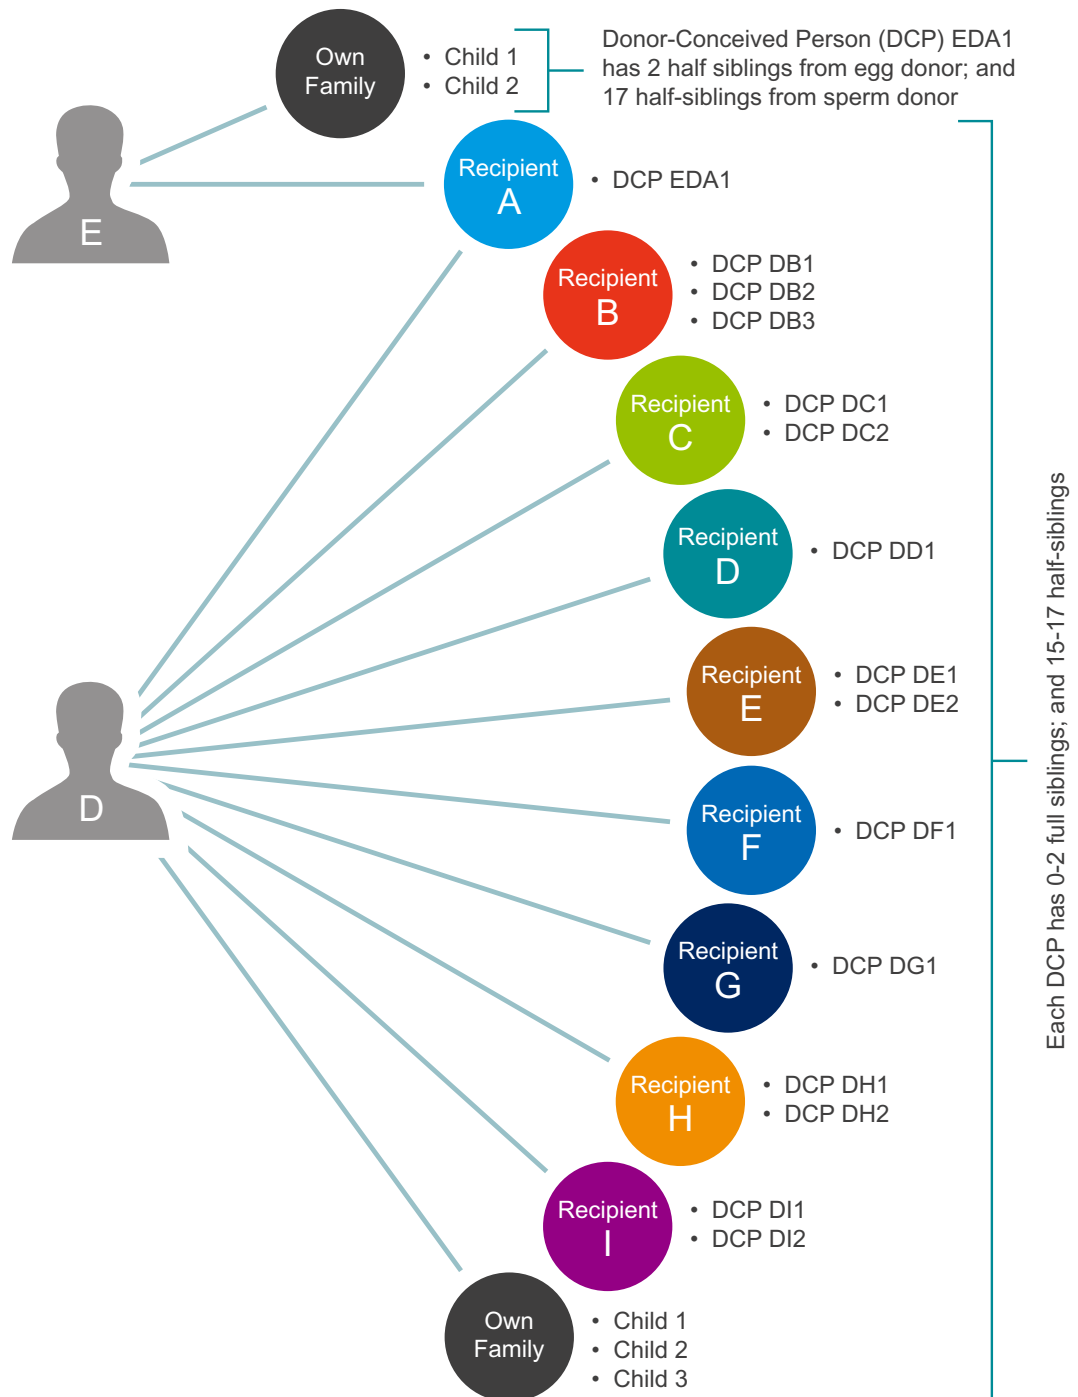 Own
Family
• Child 1
• Child 2
Donor-Conceived Person (DCP) EDA1
has 2 half siblings from egg donor; and
17 half-siblings from sperm donor
E
Recipient
A
• DCP EDA1
Recipient
B
• DCP DB1
• DCP DB2
• DCP DB3
Recipient
C
• DCP DC1
• DCP DC2
Recipient
D
• DCP DD1
Recipient
E
• DCP DE1
• DCP DE2
D
Recipient
F
• DCP DF1
Recipient
G
• DCP DG1
Recipient
H
• DCP DH1
• DCP DH2
Recipient
I
• DCP DI1
• DCP DI2
Own
Family
• Child 1
• Child 2
• Child 3
Each DCP has 0-2 full siblings; and 15-17 half-siblings